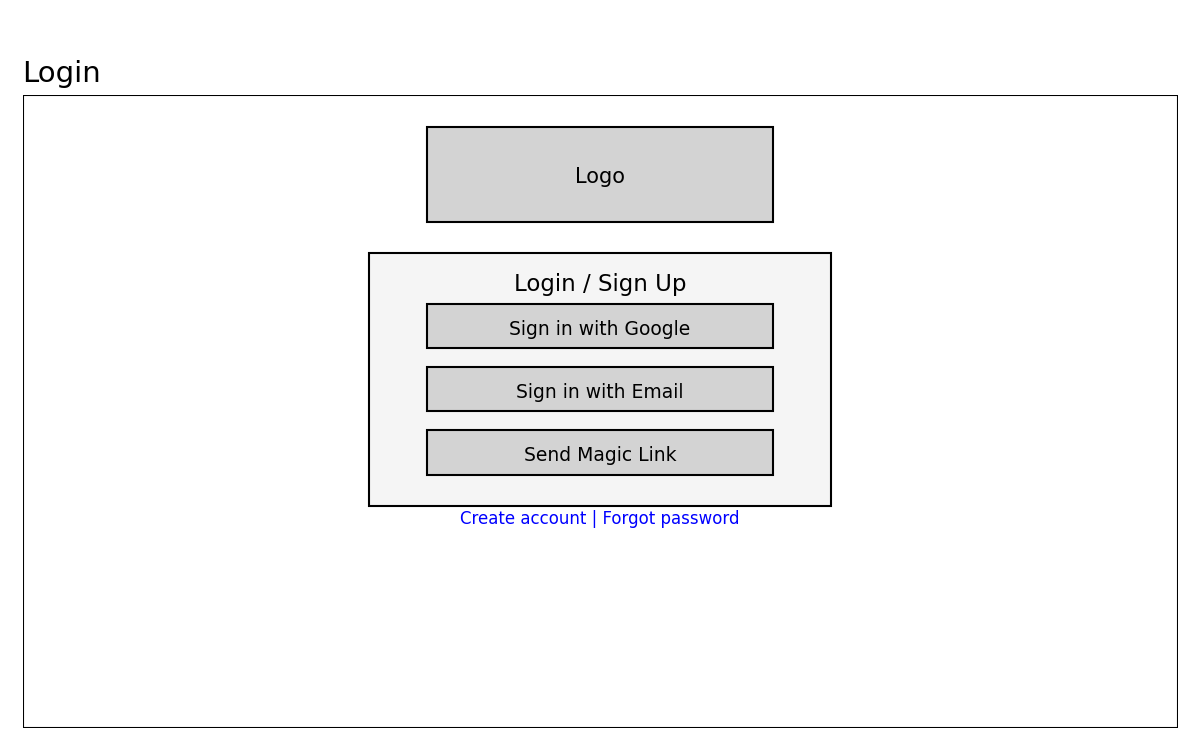 Login
Logo
Login / Sign Up
Sign in with Google
Sign in with Email
Send Magic Link
Create account | Forgot password